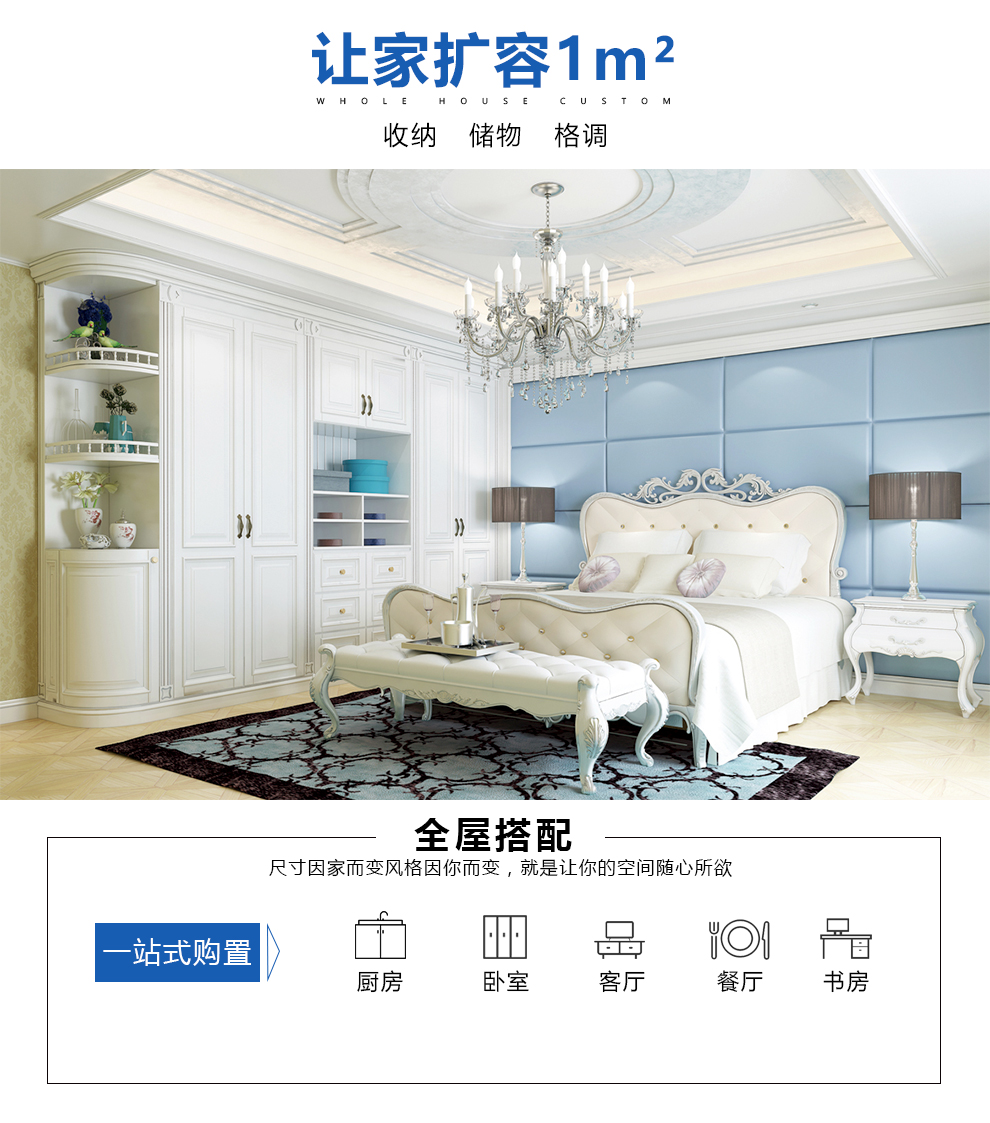 让家扩容1m²
WHOLE HOUSE CUSTOM
收纳 储物 格调
全屋搭配
尺寸因家而变风格因你而变，就是让你的空间随心所欲
一站式购置
厨房 卧室 客厅 餐厅 书房